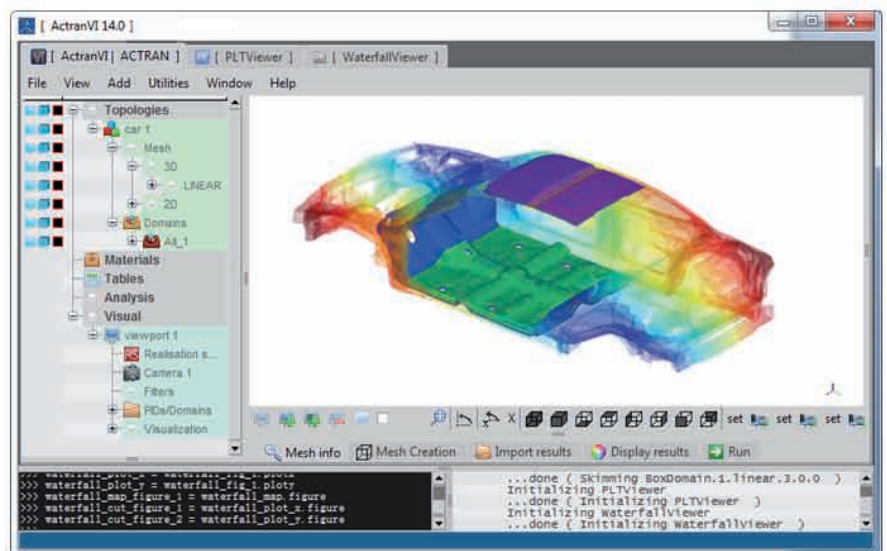 [ ActranVI 14.0 ]
[ ActranVI | ACTRAN ] [ PLTViewer ] [ WaterfallViewer ]
File View Add Utilities Window Help
Topologies
car 1
Mesh
3D
LINEAR
2D
Domains
All_1
Materials
Tables
Analysis
Visual
viewport 1
Realisation s...
Camera 1
Filters
PIDs/Domains
Visualization
X set set set
Mesh info Mesh Creation Import results Display results Run
>>> waterfall_plot_y = waterfall_fig_1.ploty
>>> waterfall_map_figure_1 = waterfall_map.figure
>>> waterfall_cut_figure_1 = waterfall_plot_x.figure
>>> waterfall_cut_figure_2 = waterfall_plot_y.figure
...done ( Skimming BoxDomain.1.linear.3.0.0 )
Initializing PLTViewer
...done ( Initializing PLTViewer )
Initializing WaterfallViewer
...done ( Initializing WaterfallViewer )